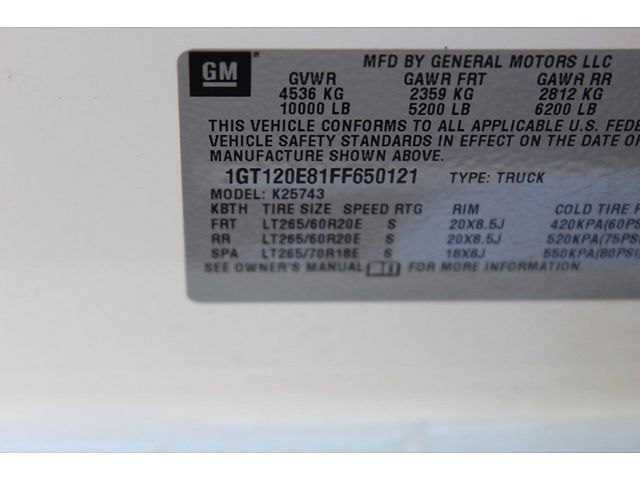 GM
MFD BY GENERAL MOTORS LLC
GVWR GAWR FRT GAWR RR
4536 KG 2359 KG 2812 KG
10000 LB 5200 LB 6200 LB
THIS VEHICLE CONFORMS TO ALL APPLICABLE U.S. FEDE
VEHICLE SAFETY STANDARDS IN EFFECT ON THE DATE OF
MANUFACTURE SHOWN ABOVE.
1GT120E81FF650121 TYPE: TRUCK
MODEL: K25743
KBTH TIRE SIZE SPEED RTG RIM COLD TIRE P
FRT LT265/60R20E S 20X8.5J 420KPA(60PS
RR LT265/60R20E S 20X8.5J 520KPA(75PSI
SPA LT265/70R18E S 18X8J 550KPA(80PSI)
SEE OWNER'S MANUAL FOR MORE INFORMATION.